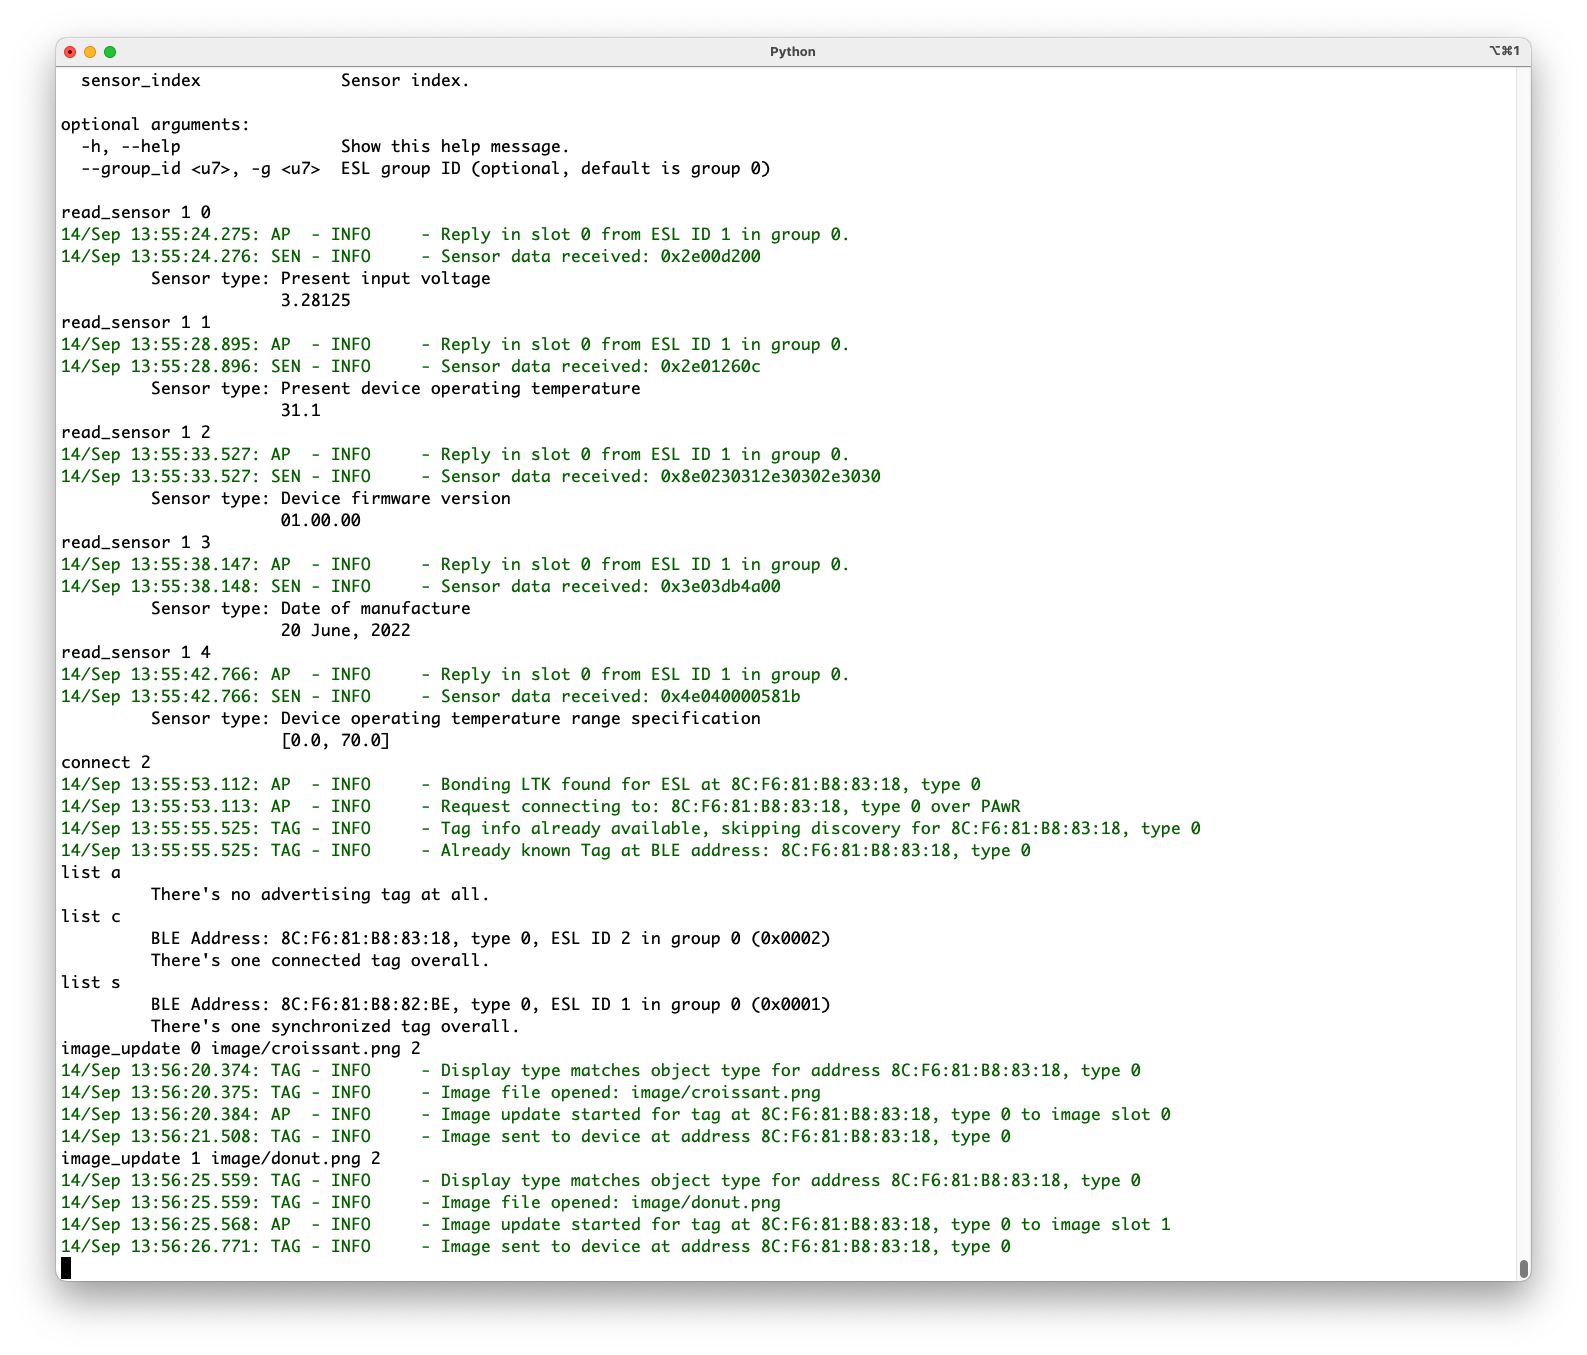 Python
⌥⌘1
  sensor_index              Sensor index.

optional arguments:
  -h, --help                Show this help message.
  --group_id <u7>, -g <u7>  ESL group ID (optional, default is group 0)

read_sensor 1 0
14/Sep 13:55:24.275: AP  - INFO     - Reply in slot 0 from ESL ID 1 in group 0.
14/Sep 13:55:24.276: SEN - INFO     - Sensor data received: 0x2e00d200
         Sensor type: Present input voltage
                      3.28125
read_sensor 1 1
14/Sep 13:55:28.895: AP  - INFO     - Reply in slot 0 from ESL ID 1 in group 0.
14/Sep 13:55:28.896: SEN - INFO     - Sensor data received: 0x2e01260c
         Sensor type: Present device operating temperature
                      31.1
read_sensor 1 2
14/Sep 13:55:33.527: AP  - INFO     - Reply in slot 0 from ESL ID 1 in group 0.
14/Sep 13:55:33.527: SEN - INFO     - Sensor data received: 0x8e0230312e30302e3030
         Sensor type: Device firmware version
                      01.00.00
read_sensor 1 3
14/Sep 13:55:38.147: AP  - INFO     - Reply in slot 0 from ESL ID 1 in group 0.
14/Sep 13:55:38.148: SEN - INFO     - Sensor data received: 0x3e03db4a00
         Sensor type: Date of manufacture
                      20 June, 2022
read_sensor 1 4
14/Sep 13:55:42.766: AP  - INFO     - Reply in slot 0 from ESL ID 1 in group 0.
14/Sep 13:55:42.766: SEN - INFO     - Sensor data received: 0x4e040000581b
         Sensor type: Device operating temperature range specification
                      [0.0, 70.0]
connect 2
14/Sep 13:55:53.112: AP  - INFO     - Bonding LTK found for ESL at 8C:F6:81:B8:83:18, type 0
14/Sep 13:55:53.113: AP  - INFO     - Request connecting to: 8C:F6:81:B8:83:18, type 0 over PAwR
14/Sep 13:55:55.525: TAG - INFO     - Tag info already available, skipping discovery for 8C:F6:81:B8:83:18, type 0
14/Sep 13:55:55.525: TAG - INFO     - Already known Tag at BLE address: 8C:F6:81:B8:83:18, type 0
list a
         There's no advertising tag at all.
list c
         BLE Address: 8C:F6:81:B8:83:18, type 0, ESL ID 2 in group 0 (0x0002)
         There's one connected tag overall.
list s
         BLE Address: 8C:F6:81:B8:82:BE, type 0, ESL ID 1 in group 0 (0x0001)
         There's one synchronized tag overall.
image_update 0 image/croissant.png 2
14/Sep 13:56:20.374: TAG - INFO     - Display type matches object type for address 8C:F6:81:B8:83:18, type 0
14/Sep 13:56:20.375: TAG - INFO     - Image file opened: image/croissant.png
14/Sep 13:56:20.384: AP  - INFO     - Image update started for tag at 8C:F6:81:B8:83:18, type 0 to image slot 0
14/Sep 13:56:21.508: TAG - INFO     - Image sent to device at address 8C:F6:81:B8:83:18, type 0
image_update 1 image/donut.png 2
14/Sep 13:56:25.559: TAG - INFO     - Display type matches object type for address 8C:F6:81:B8:83:18, type 0
14/Sep 13:56:25.559: TAG - INFO     - Image file opened: image/donut.png
14/Sep 13:56:25.568: AP  - INFO     - Image update started for tag at 8C:F6:81:B8:83:18, type 0 to image slot 1
14/Sep 13:56:26.771: TAG - INFO     - Image sent to device at address 8C:F6:81:B8:83:18, type 0